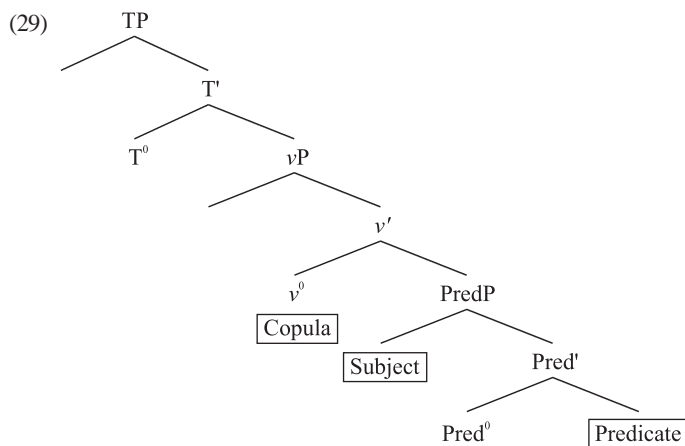 (29) TP
T'
T⁰ vP
v'
v⁰ PredP
Copula
Subject Pred'
Pred⁰ Predicate